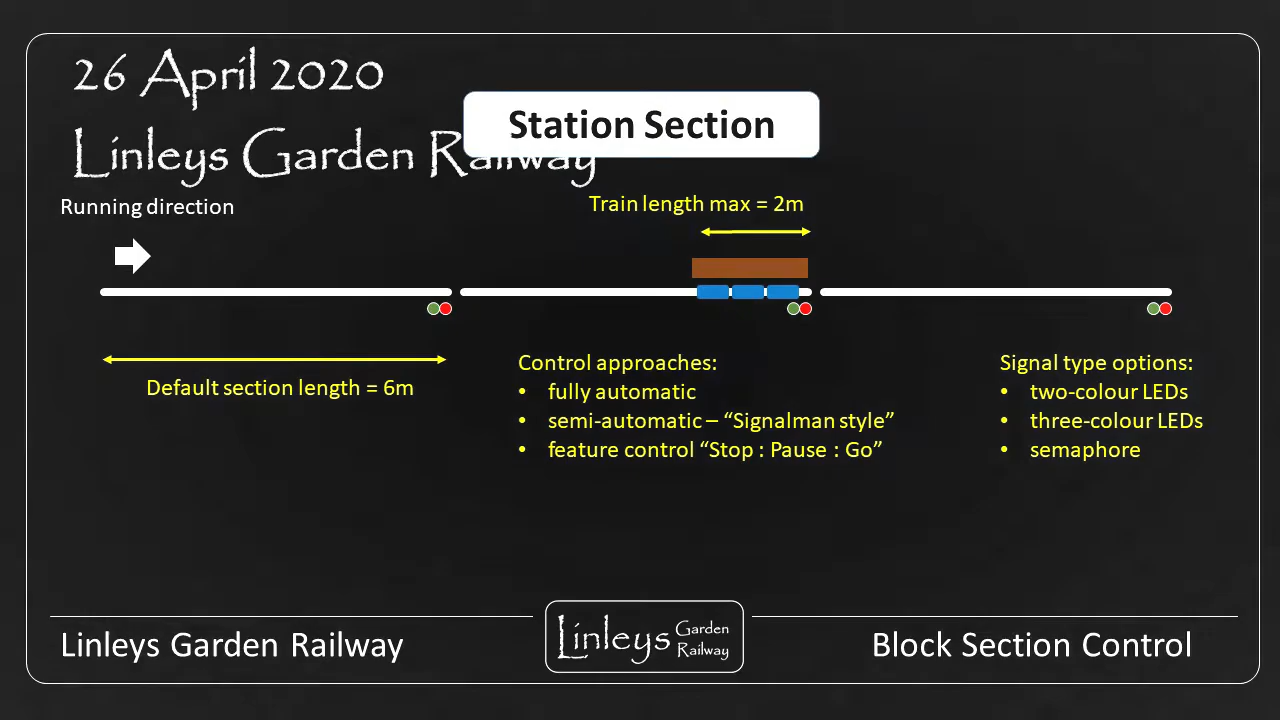 26 April 2020
Station Section
Linleys Garden Railway
Running direction
Train length max = 2m
Default section length = 6m
Control approaches:
• fully automatic
• semi-automatic – “Signalman style”
• feature control “Stop : Pause : Go”
Signal type options:
• two-colour LEDs
• three-colour LEDs
• semaphore
Linleys Garden Railway
Linleys Garden Railway
Block Section Control